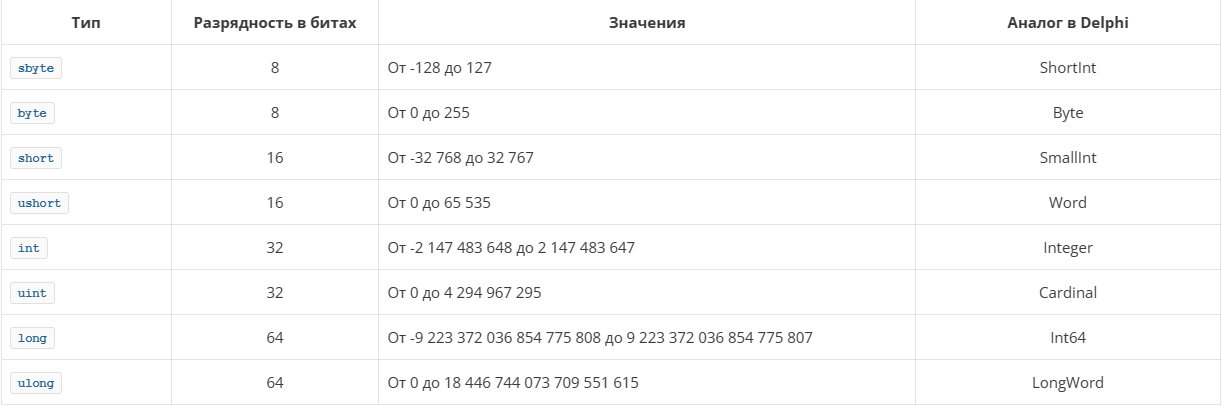 Тип Разрядность в битах Значения Аналог в Delphi
sbyte 8 От -128 до 127 ShortInt
byte 8 От 0 до 255 Byte
short 16 От -32 768 до 32 767 SmallInt
ushort 16 От 0 до 65 535 Word
int 32 От -2 147 483 648 до 2 147 483 647 Integer
uint 32 От 0 до 4 294 967 295 Cardinal
long 64 От -9 223 372 036 854 775 808 до 9 223 372 036 854 775 807 Int64
ulong 64 От 0 до 18 446 744 073 709 551 615 LongWord